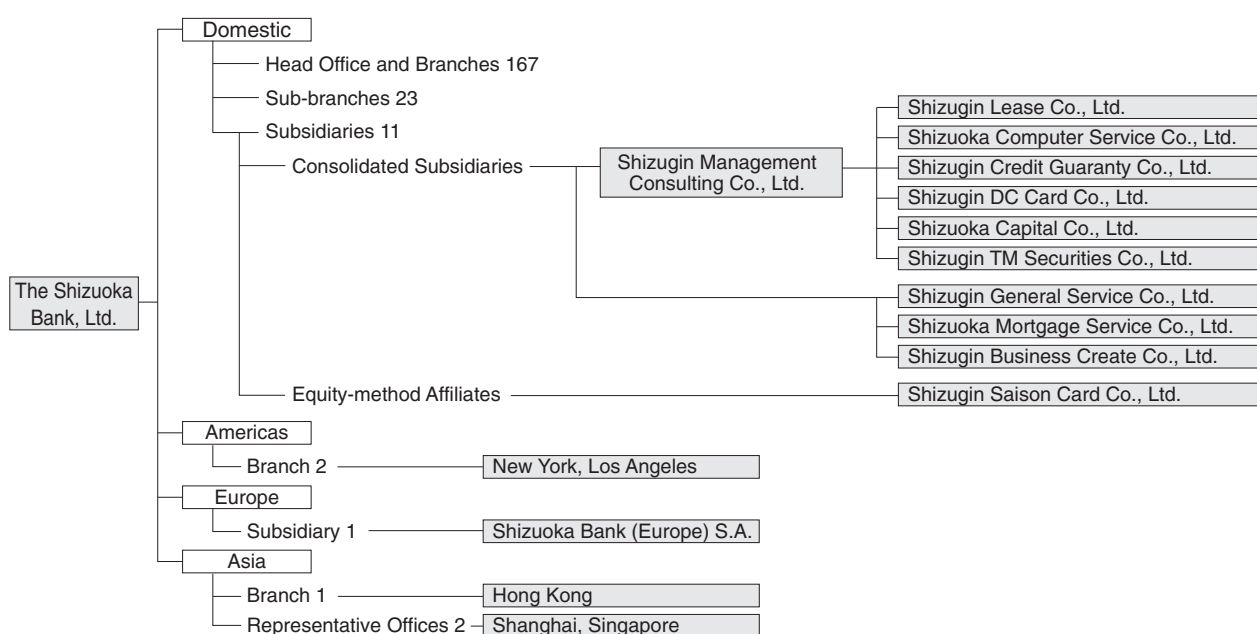 Domestic
Head Office and Branches 167
Sub-branches 23
Subsidiaries 11
Consolidated Subsidiaries
Shizugin Management
Consulting Co., Ltd.
Shizugin Lease Co., Ltd.
Shizuoka Computer Service Co., Ltd.
Shizugin Credit Guaranty Co., Ltd.
Shizugin DC Card Co., Ltd.
Shizuoka Capital Co., Ltd.
Shizugin TM Securities Co., Ltd.
The Shizuoka
Bank, Ltd.
Shizugin General Service Co., Ltd.
Shizuoka Mortgage Service Co., Ltd.
Shizugin Business Create Co., Ltd.
Equity-method Affiliates
Shizugin Saison Card Co., Ltd.
Americas
Branch 2
New York, Los Angeles
Europe
Subsidiary 1
Shizuoka Bank (Europe) S.A.
Asia
Branch 1
Hong Kong
Representative Offices 2
Shanghai, Singapore